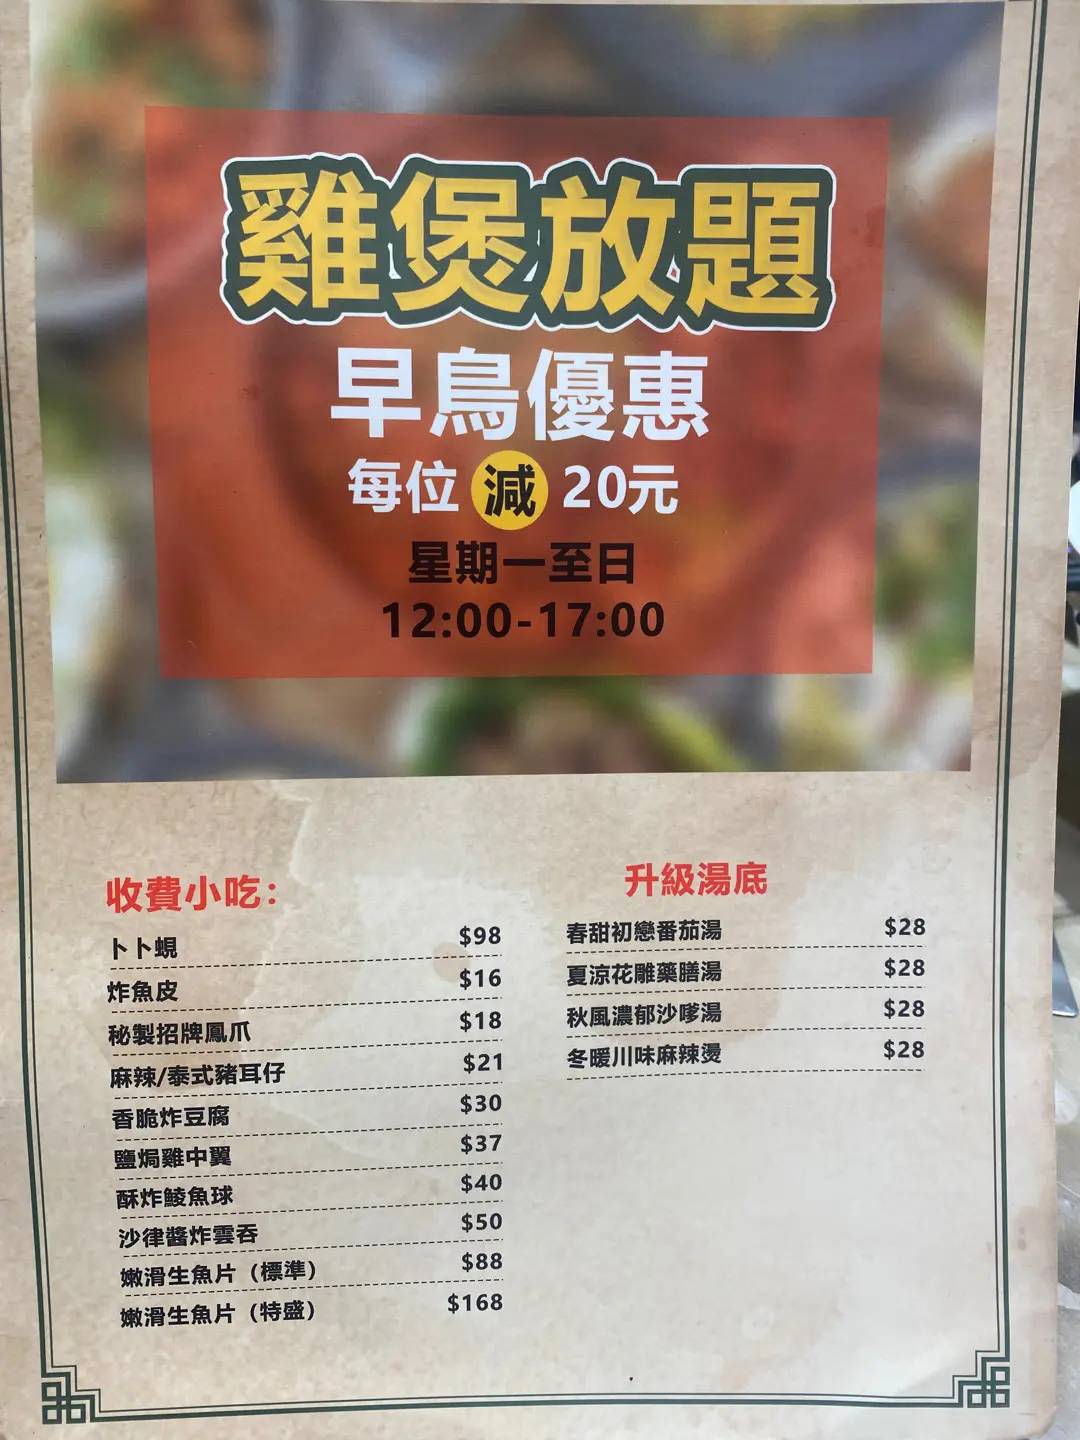 雞煲放題
早鳥優惠
每位 減 20元
星期一至日
12:00-17:00
收費小吃：
卜卜蜆 $98
炸魚皮 $16
秘製招牌鳳爪 $18
麻辣/泰式豬耳仔 $21
香脆炸豆腐 $30
鹽焗雞中翼 $37
酥炸鯪魚球 $40
沙律醬炸雲吞 $50
嫩滑生魚片（標準） $88
嫩滑生魚片（特盛） $168
升級湯底
春甜初戀番茄湯 $28
夏涼花雕藥膳湯 $28
秋風濃郁沙嗲湯 $28
冬暖川味麻辣燙 $28